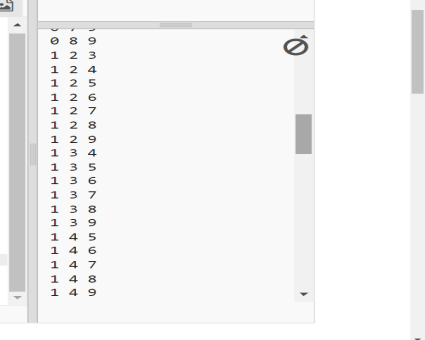 0 8 9
1 2 3
1 2 4
1 2 5
1 2 6
1 2 7
1 2 8
1 2 9
1 3 4
1 3 5
1 3 6
1 3 7
1 3 8
1 3 9
1 4 5
1 4 6
1 4 7
1 4 8
1 4 9